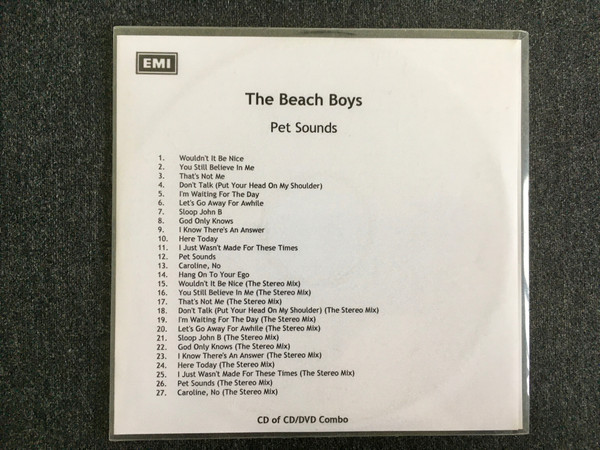 EMI
The Beach Boys
Pet Sounds
1. Wouldn't It Be Nice
2. You Still Believe In Me
3. That's Not Me
4. Don't Talk (Put Your Head On My Shoulder)
5. I'm Waiting For The Day
6. Let's Go Away For Awhile
7. Sloop John B
8. God Only Knows
9. I Know There's An Answer
10. Here Today
11. I Just Wasn't Made For These Times
12. Pet Sounds
13. Caroline, No
14. Hang On To Your Ego
15. Wouldn't It Be Nice (The Stereo Mix)
16. You Still Believe In Me (The Stereo Mix)
17. That's Not Me (The Stereo Mix)
18. Don't Talk (Put Your Head On My Shoulder) (The Stereo Mix)
19. I'm Waiting For The Day (The Stereo Mix)
20. Let's Go Away For Awhile (The Stereo Mix)
21. Sloop John B (The Stereo Mix)
22. God Only Knows (The Stereo Mix)
23. I Know There's An Answer (The Stereo Mix)
24. Here Today (The Stereo Mix)
25. I Just Wasn't Made For These Times (The Stereo Mix)
26. Pet Sounds (The Stereo Mix)
27. Caroline, No (The Stereo Mix)
CD of CD/DVD Combo